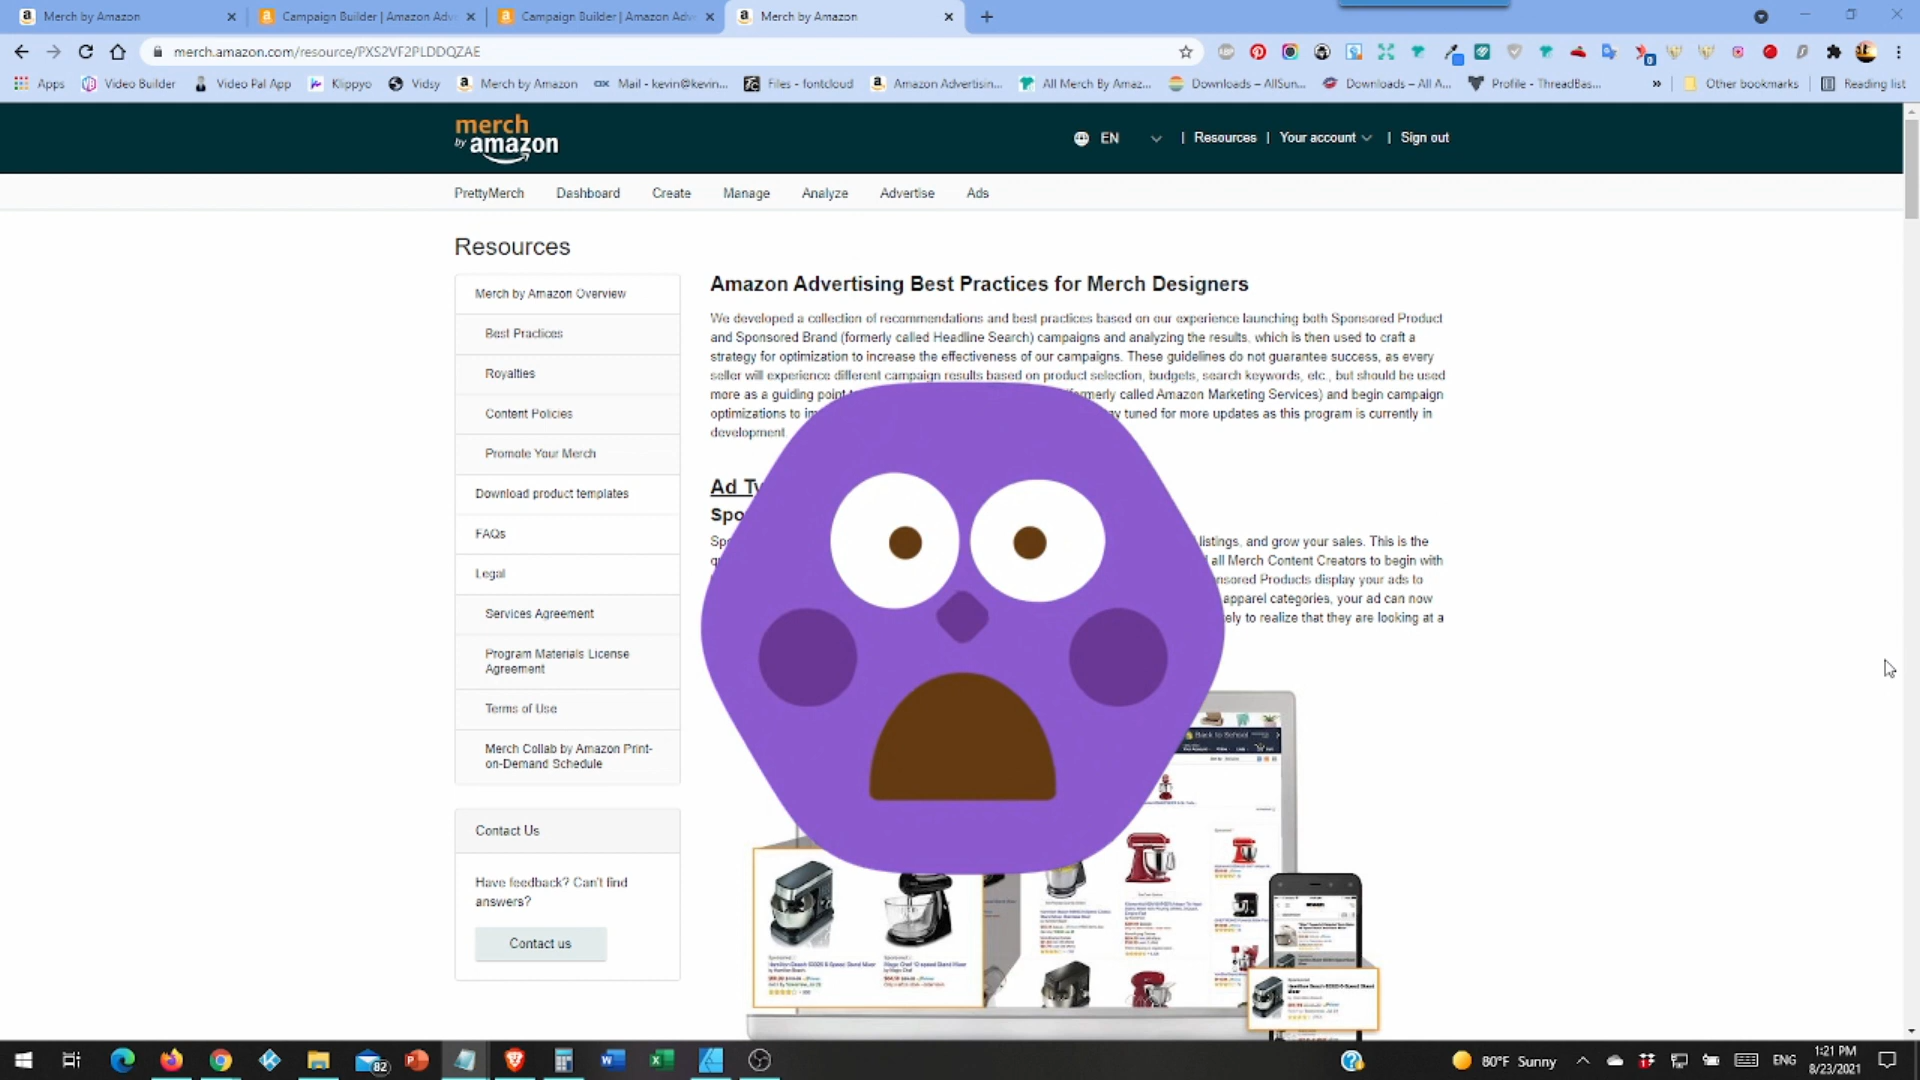 Merch by Amazon
Campaign Builder | Amazon Adv
Campaign Builder | Amazon Adv
Merch by Amazon
merch.amazon.com/resource/PXS2VF2PLDDQZAE
Apps
Video Builder
Video Pal App
Klippyo
Vidsy
Merch by Amazon
Mail - kevin@kevin...
Files - fontcloud
Amazon Advertisin...
All Merch By Amaz...
Downloads – AllSun...
Downloads – All A...
Profile - ThreadBas...
Other bookmarks
Reading list
merch
by amazon
EN
| Resources |
Your account
| Sign out
PrettyMerch
Dashboard
Create
Manage
Analyze
Advertise
Ads
Resources
Merch by Amazon Overview
Best Practices
Royalties
Content Policies
Promote Your Merch
Download product templates
FAQs
Legal
Services Agreement
Program Materials License
Agreement
Terms of Use
Merch Collab by Amazon Print-
on-Demand Schedule
Contact Us
Have feedback? Can't find
answers?
Contact us
Amazon Advertising Best Practices for Merch Designers
We developed a collection of recommendations and best practices based on our experience launching both Sponsored Product
and Sponsored Brand (formerly called Headline Search) campaigns and analyzing the results, which is then used to craft a
strategy for optimization to increase the effectiveness of our campaigns. These guidelines do not guarantee success, as every
seller will experience different campaign results based on product selection, budgets, search keywords, etc., but should be used
more as a guiding point
called Amazon Marketing Services) and begin campaign
optimizations to
tuned for more updates as this program is currently in
development
Ad
listings, and grow your sales. This is the
all Merch Content Creators to begin with
Products display your ads to
apparel categories, your ad can now
to realize that they are looking at a
Back to School
82
80°F Sunny
ENG
1:21 PM
8/23/2021